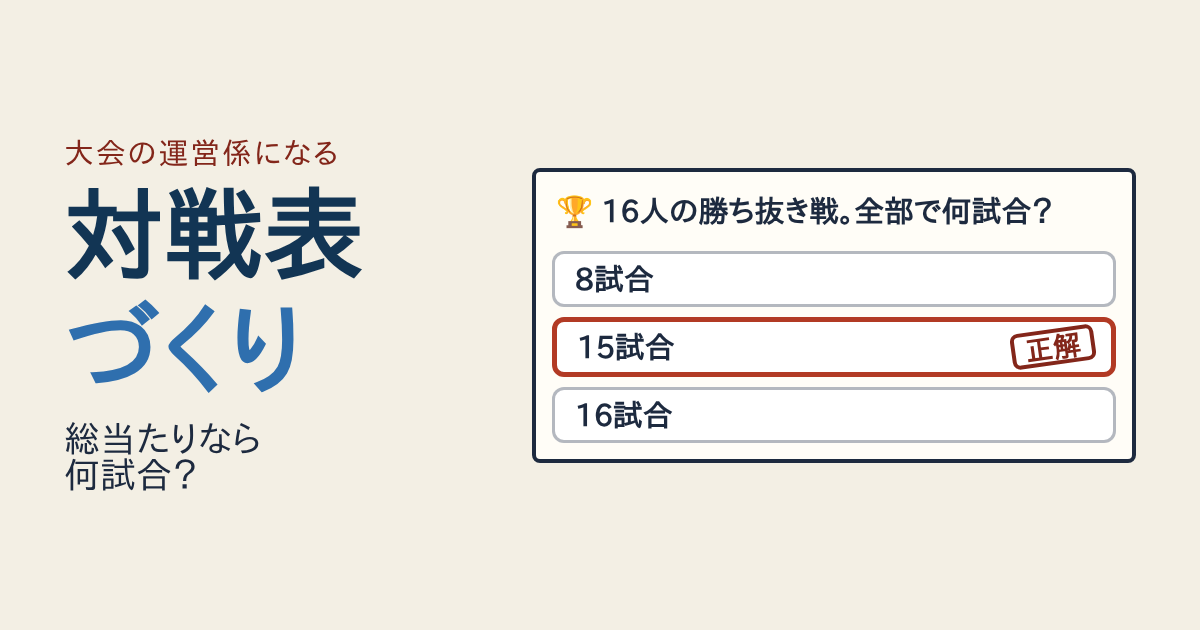 大会の運営係になる
対戦表
づくり
総当たりなら
何試合？
🏆 16人の勝ち抜き戦。全部で何試合？
8試合
15試合
正解
16試合